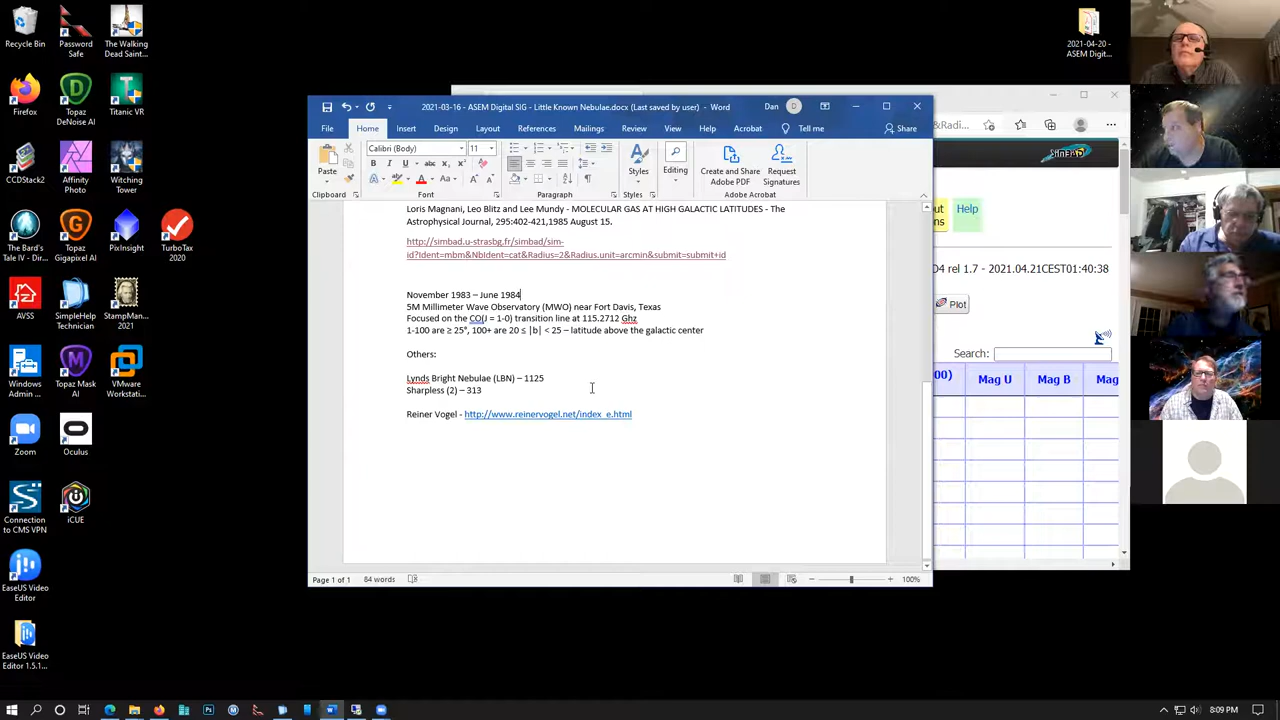 Recycle Bin
Password Safe
The Walking Dead Saint...
Firefox
Topaz DeNoise AI
Titanic VR
CCDStack2
Affinity Photo
Witching Tower
The Bard's Tale IV - Dir...
Topaz Gigapixel AI
PixInsight
TurboTax 2020
AVSS
SimpleHelp Technician
StampMan... 2021
Windows Admin ...
Topaz Mask AI
VMware Workstati...
Zoom
Oculus
Connection to CMS VPN
iCUE
EaseUS Video Editor
EaseUS Video Editor 1.5.1...
2021-04-20 - ASEM Digit...
2021-03-16 - ASEM Digital SIG - Little Known Nebulae.docx (Last saved by user) - Word
Dan D
File Home Insert Design Layout References Mailings Review View Help Acrobat Tell me Share
Calibri (Body) 11
Paste
Styles
Editing
Create and Share Adobe PDF
Request Signatures
Clipboard Font Paragraph Styles Adobe Acrobat
Loris Magnani, Leo Blitz and Lee Mundy - MOLECULAR GAS AT HIGH GALACTIC LATITUDES - The
Astrophysical Journal, 295:402-421,1985 August 15.
http://simbad.u-strasbg.fr/simbad/sim-
id?Ident=mbm&NbIdent=cat&Radius=2&Radius.unit=arcmin&submit=submit+id
November 1983 – June 1984
5M Millimeter Wave Observatory (MWO) near Fort Davis, Texas
Focused on the CO(J = 1-0) transition line at 115.2712 Ghz
1-100 are ≥ 25°, 100+ are 20 ≤ |b| < 25 – latitude above the galactic center
Others:
Lynds Bright Nebulae (LBN) – 1125
Sharpless (2) – 313
Reiner Vogel - http://www.reinervogel.net/index_e.html
Page 1 of 1 84 words 100%
&Radi...
Help
D4 rel 1.7 - 2021.04.21CEST01:40:38
Plot
Search:
Mag U Mag B Mag
8:09 PM